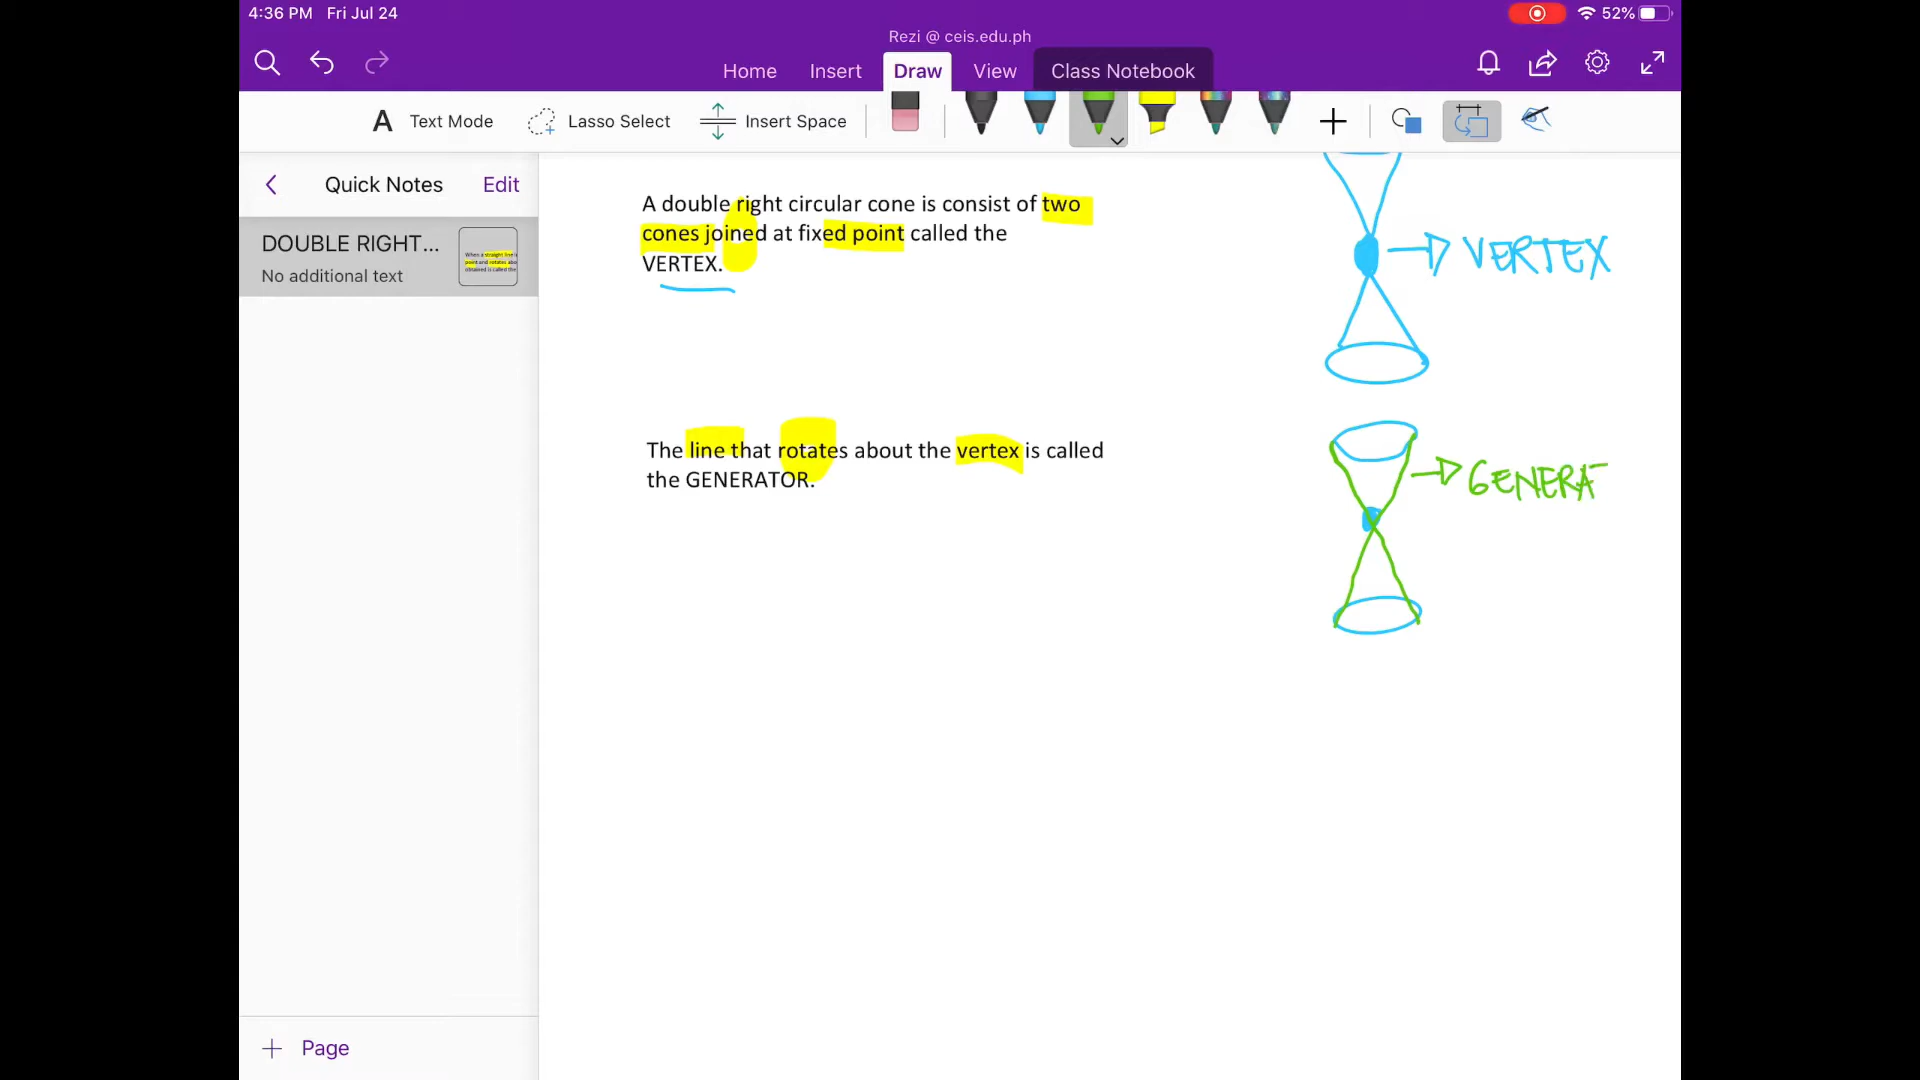 4:36 PM Fri Jul 24
52%
Rezi @ ceis.edu.ph
Home Insert Draw View Class Notebook
A Text Mode Lasso Select Insert Space
Quick Notes Edit
DOUBLE RIGHT...
No additional text
A double right circular cone is consist of two
cones joined at fixed point called the
VERTEX.
VERTEX
The line that rotates about the vertex is called
the GENERATOR.
GENERAT
Page